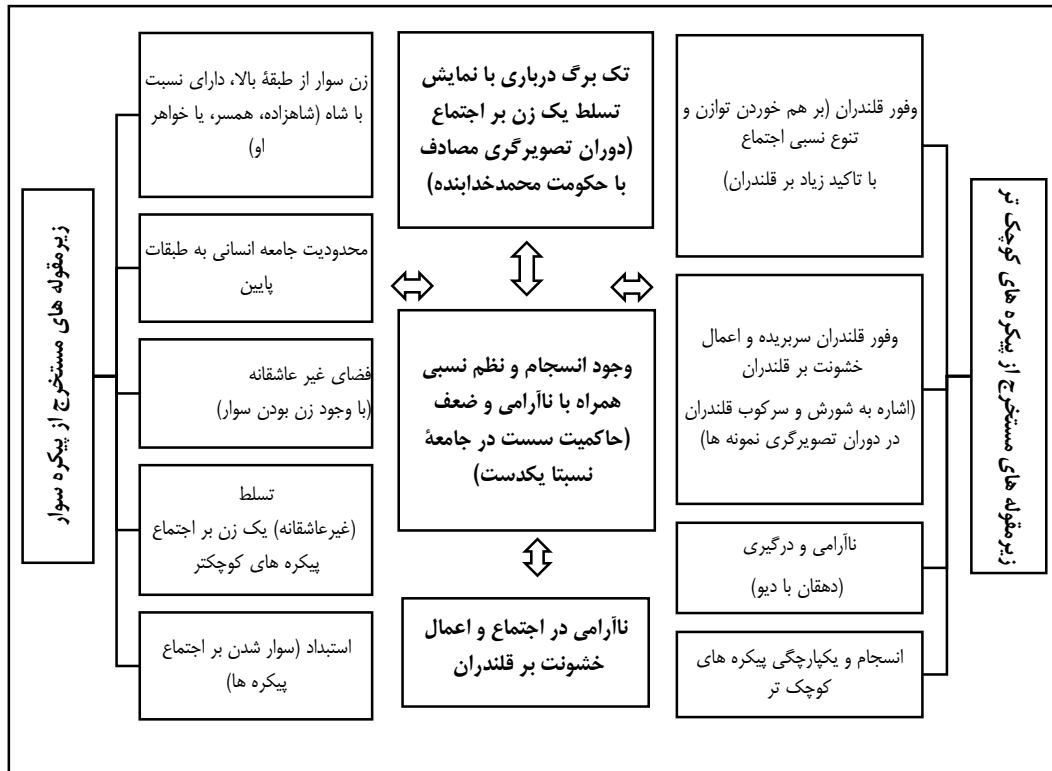 زیرمقوله های مستخرج از پیکره های کوچک تر
وفور قلندران (بر هم خوردن توازن و
تنوع نسبی اجتماع
با تاکید زیاد بر قلندران)
وفور قلندران سربریده و اعمال
خشونت بر قلندران
(اشاره به شورش و سرکوب قلندران
در دوران تصویرگری نمونه ها)
ناآرامی و درگیری
(دهقان با دیو)
انسجام و یکپارچگی پیکره های
کوچک تر
تک برگ درباری با نمایش
تسلط یک زن بر اجتماع
(دوران تصویرگری مصادف
با حکومت محمدخدابنده)
وجود انسجام و نظم نسبی
همراه با ناآرامی و ضعف
(حاکمیت سست در جامعۀ
نسبتا یکدست)
ناآرامی در اجتماع و اعمال
خشونت بر قلندران
زن سوار از طبقۀ بالا، دارای نسبت
با شاه (شاهزاده، همسر، یا خواهر
او)
محدودیت جامعه انسانی به طبقات
پایین
فضای غیر عاشقانه
(با وجود زن بودن سوار)
تسلط
(غیرعاشقانه) یک زن بر اجتماع
پیکره های کوچکتر
استبداد (سوار شدن بر اجتماع
پیکره ها)
زیرمقوله های مستخرج از پیکره سوار